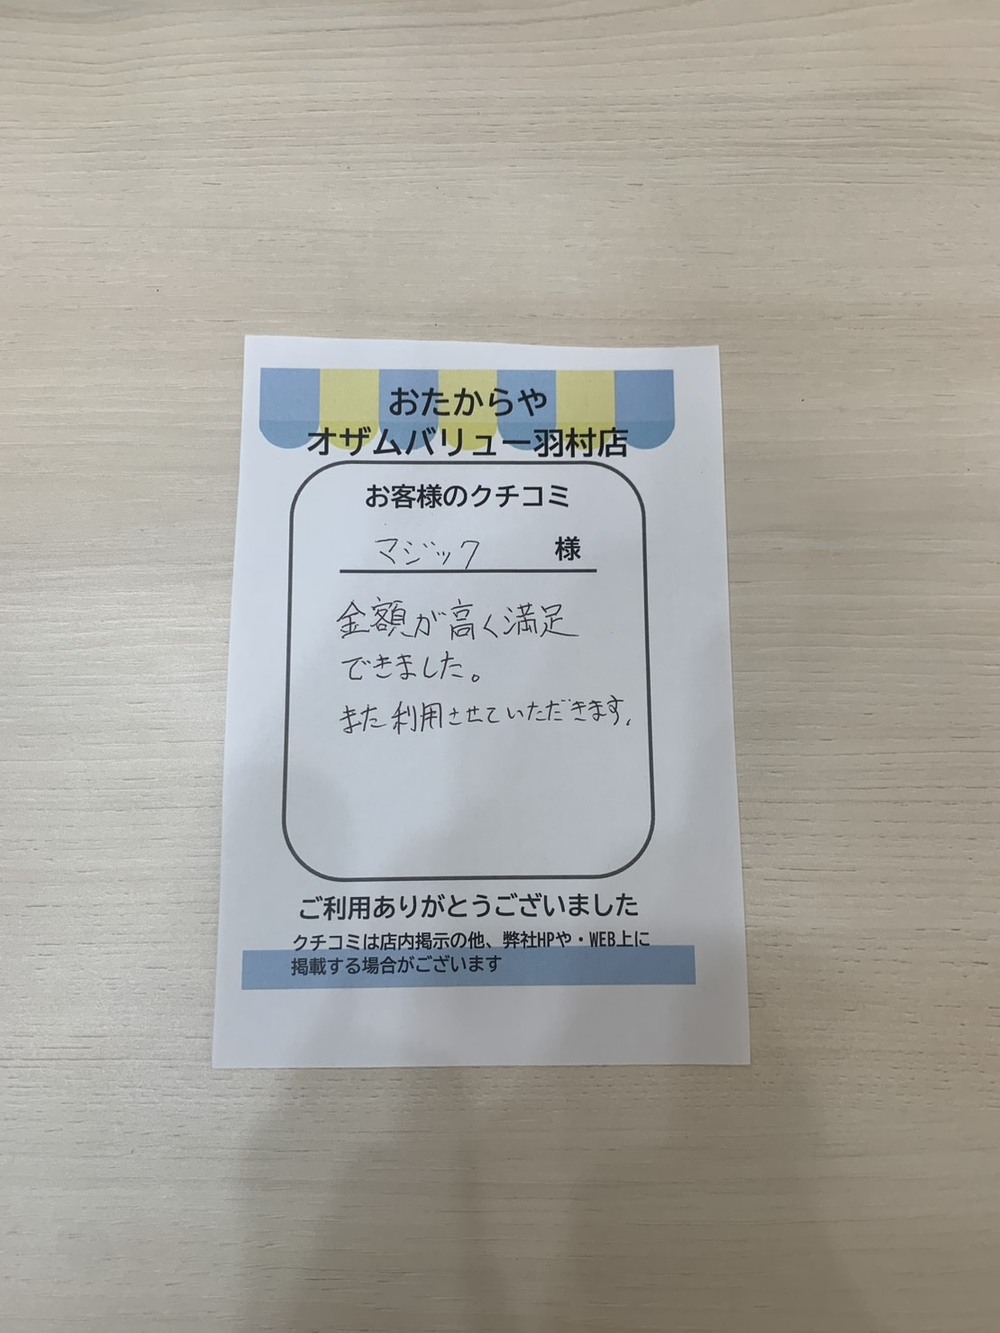 おたからや
オザムバリュー羽村店
お客様のクチコミ
マジック 様
金額が高く満足
できました。
また利用させていただきます。
ご利用ありがとうございました
クチコミは店内掲示の他、弊社HPや・WEB上に
掲載する場合がございます